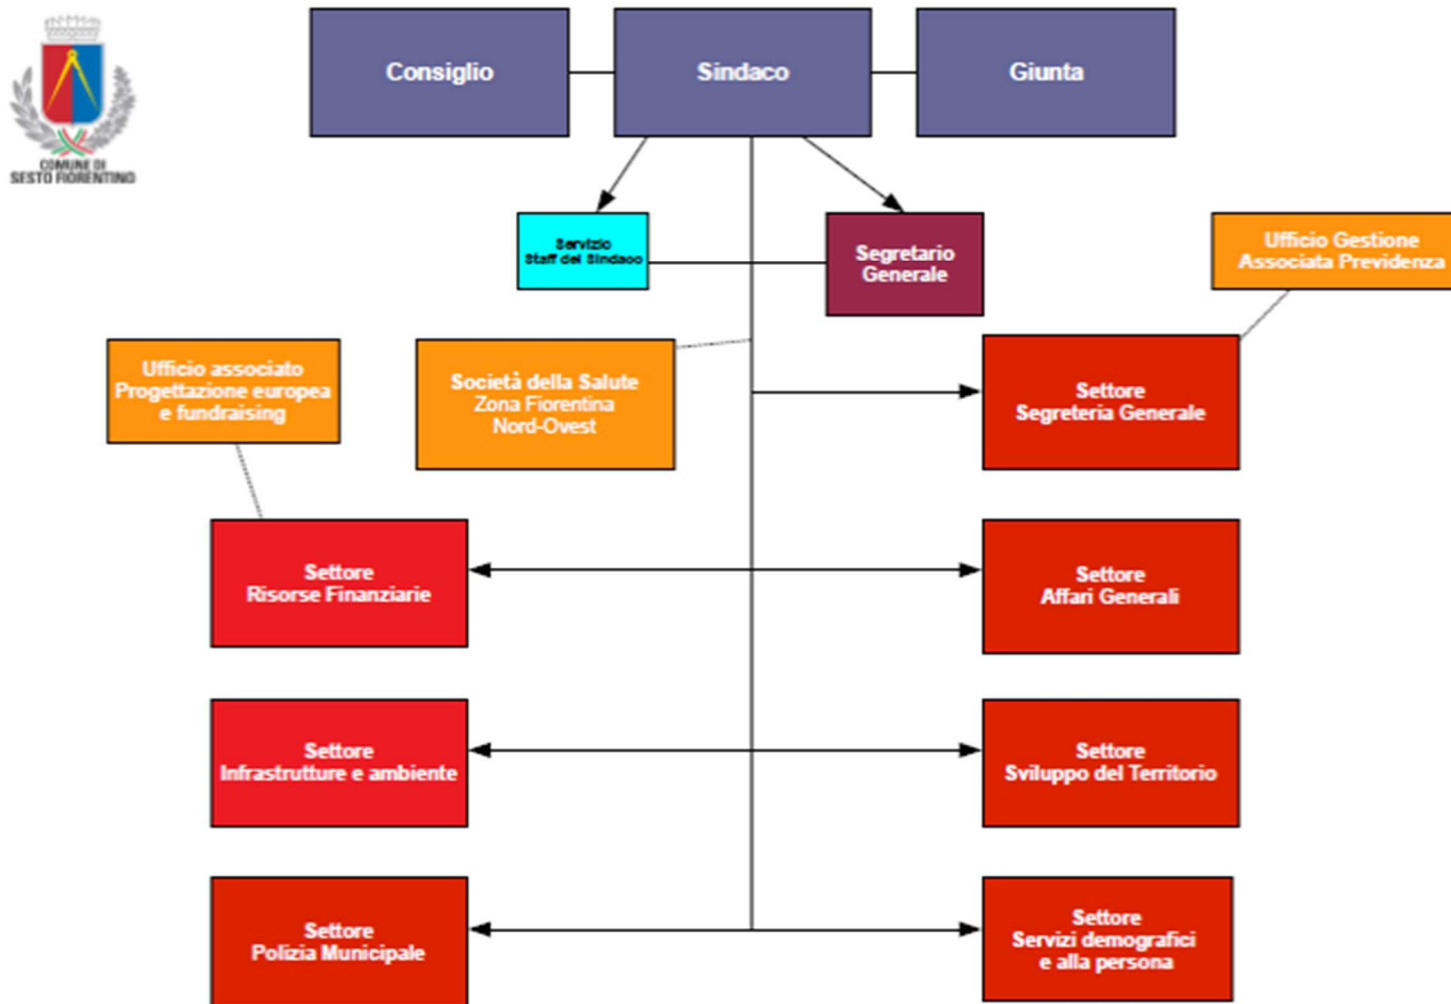 COMUNE DI
SESTO FIORENTINO
Consiglio
Sindaco
Giunta
Servizio
Staff del Sindaco
Segretario
Generale
Ufficio Gestione
Associata Previdenza
Ufficio associato
Progettazione europea
e fundraising
Società della Salute
Zona Fiorentina
Nord-Ovest
Settore
Segreteria Generale
Settore
Risorse Finanziarie
Settore
Affari Generali
Settore
Infrastrutture e ambiente
Settore
Sviluppo del Territorio
Settore
Polizia Municipale
Settore
Servizi demografici
e alla persona